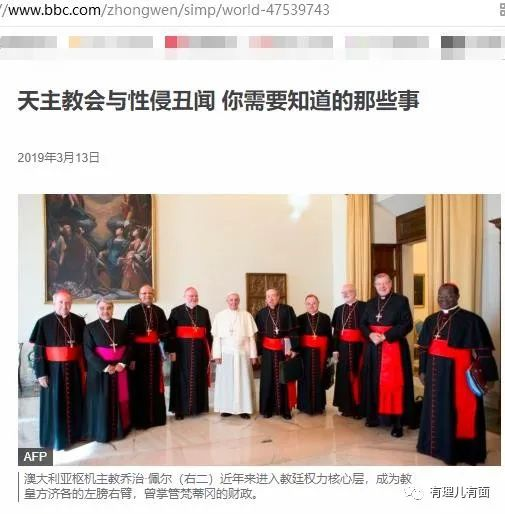 //www.bbc.com/zhongwen/simp/world-47539743
天主教会与性侵丑闻 你需要知道的那些事
2019年3月13日
AFP
澳大利亚枢机主教乔治·佩尔（右二）近年来进入教廷权力核心层，成为教
皇方济各的左膀右臂，曾掌管梵蒂冈的财政。
有理儿有面